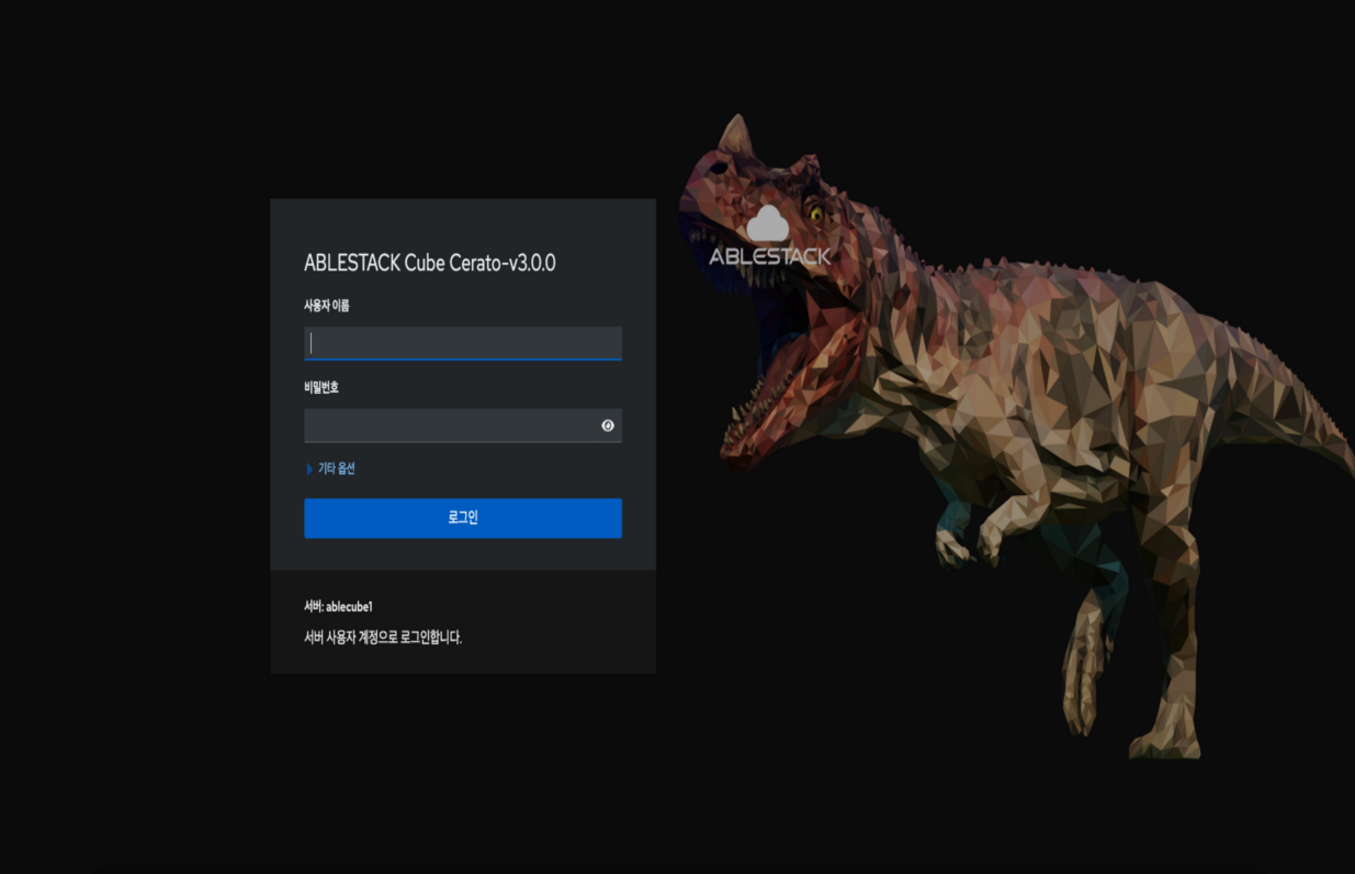 ABLESTACK Cube Cerato-v3.0.0
사용자 이름
비밀번호
기타 옵션
로그인
서버: ablecube1
서버 사용자 계정으로 로그인합니다.
ABLESTACK